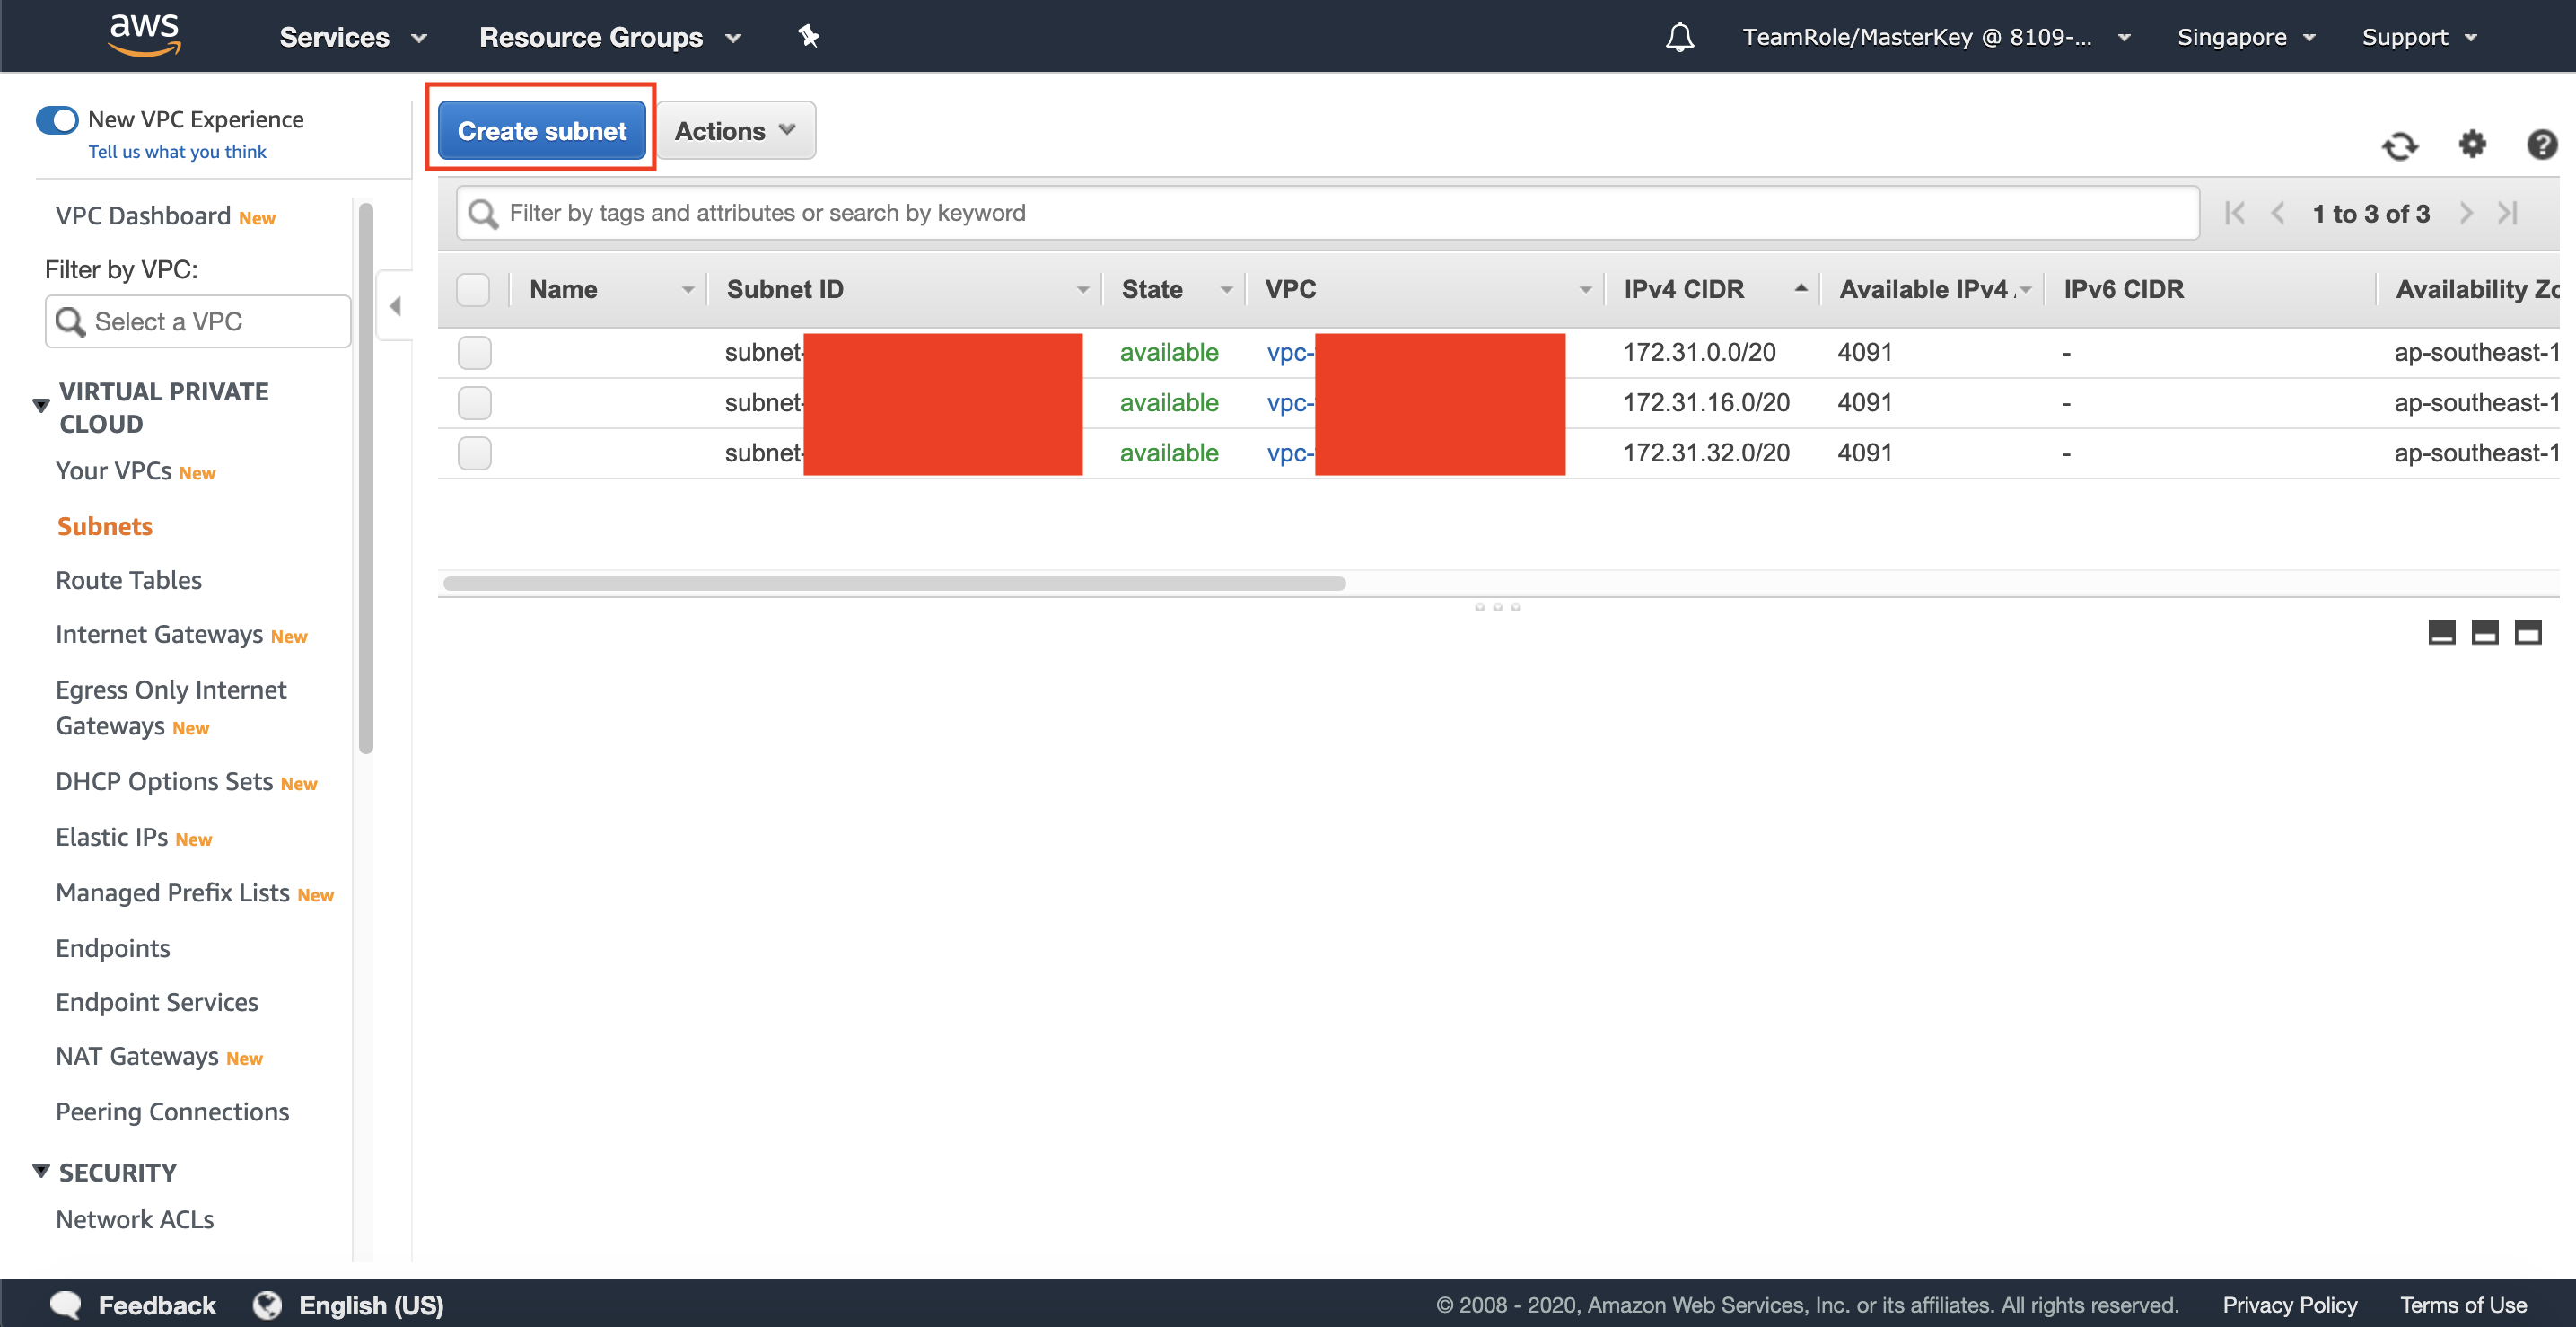 aws
Services
Resource Groups
TeamRole/MasterKey @ 8109-...
Singapore
Support
New VPC Experience
Tell us what you think
Create subnet
Actions
VPC Dashboard New
Filter by VPC:
Select a VPC
VIRTUAL PRIVATE
CLOUD
Your VPCs New
Subnets
Route Tables
Internet Gateways New
Egress Only Internet
Gateways New
DHCP Options Sets New
Elastic IPs New
Managed Prefix Lists New
Endpoints
Endpoint Services
NAT Gateways New
Peering Connections
SECURITY
Network ACLs
Filter by tags and attributes or search by keyword
1 to 3 of 3
Name Subnet ID State VPC IPv4 CIDR Available IPv4 IPv6 CIDR Availability Zo
subnet- available vpc- 172.31.0.0/20 4091 - ap-southeast-1
subnet- available vpc- 172.31.16.0/20 4091 - ap-southeast-1
subnet- available vpc- 172.31.32.0/20 4091 - ap-southeast-1
Feedback
English (US)
© 2008 - 2020, Amazon Web Services, Inc. or its affiliates. All rights reserved.
Privacy Policy
Terms of Use